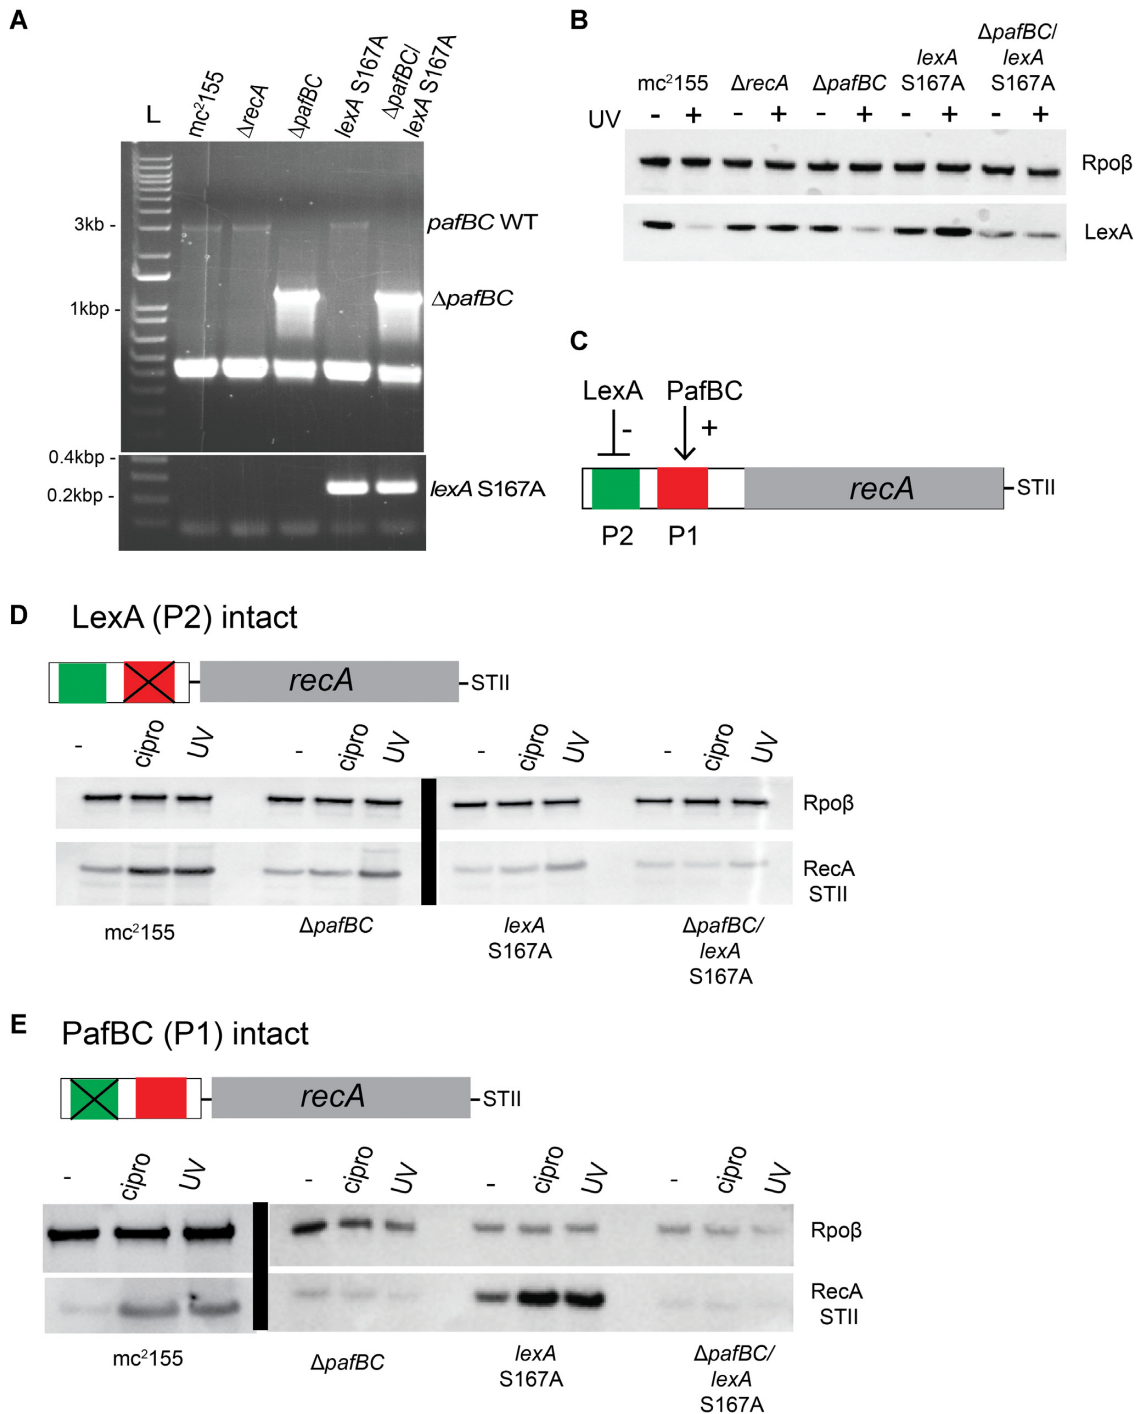 A
L
mc²155
ΔrecA
ΔpafBC
lexA S167A
ΔpafBC/
lexA S167A
3kb -
pafBC WT
1kbp -
ΔpafBC
0.4kbp -
0.2kbp -
lexA S167A
B
mc²155
ΔrecA
ΔpafBC
lexA
S167A
ΔpafBC/
lexA
S167A
UV - + - + - + - + - +
Rpoβ
LexA
C
LexA PafBC
- +
recA -STII
P2 P1
D LexA (P2) intact
recA -STII
- cipro UV - cipro UV - cipro UV - cipro UV
Rpoβ
RecA
STII
mc²155
ΔpafBC
lexA
S167A
ΔpafBC/
lexA
S167A
E PafBC (P1) intact
recA -STII
- cipro UV - cipro UV - cipro UV - cipro UV
Rpoβ
RecA
STII
mc²155
ΔpafBC
lexA
S167A
ΔpafBC/
lexA
S167A